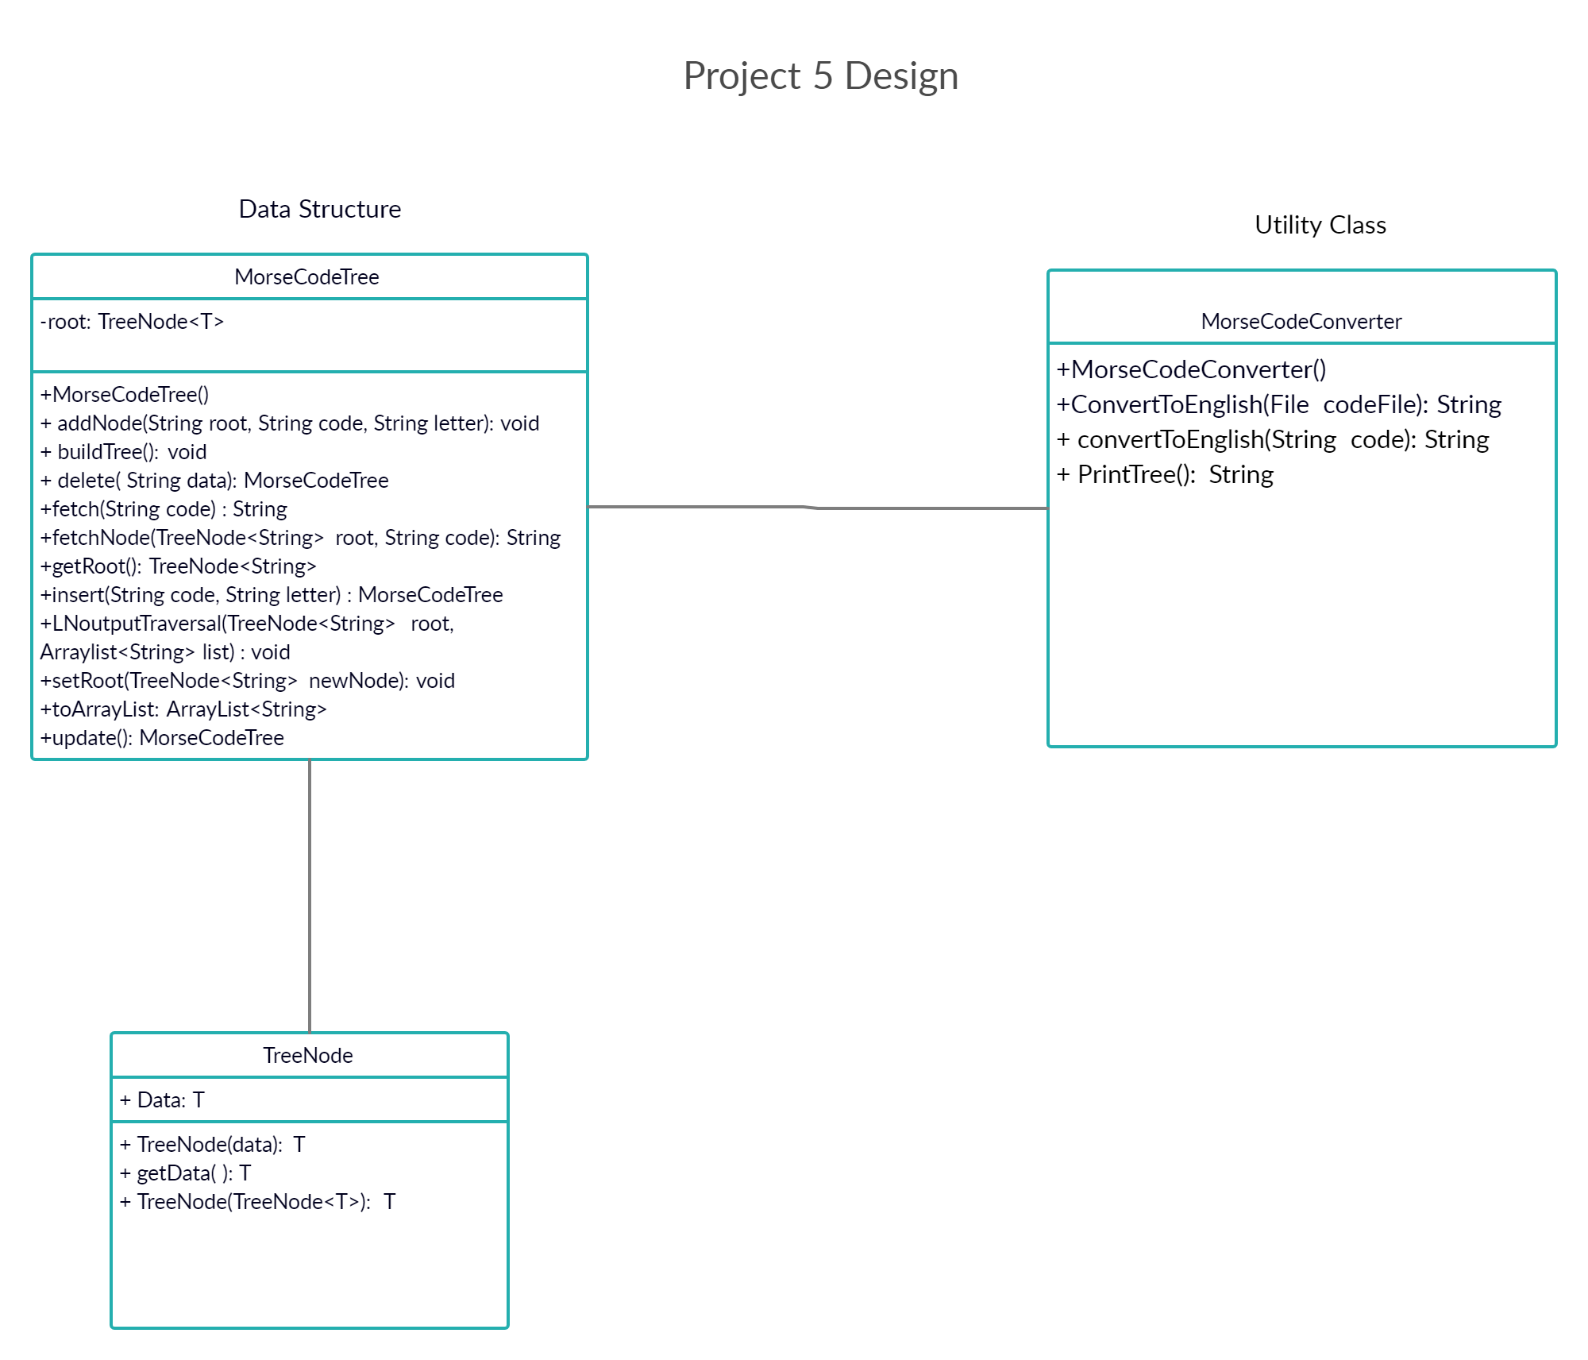 Project 5 Design
Data Structure
MorseCodeTree
-root: TreeNode<T>
+MorseCodeTree()
+ addNode(String root, String code, String letter): void
+ buildTree(): void
+ delete( String data): MorseCodeTree
+fetch(String code) : String
+fetchNode(TreeNode<String> root, String code): String
+getRoot(): TreeNode<String>
+insert(String code, String letter) : MorseCodeTree
+LNoutputTraversal(TreeNode<String> root,
Arraylist<String> list) : void
+setRoot(TreeNode<String> newNode): void
+toArrayList: ArrayList<String>
+update(): MorseCodeTree
Utility Class
MorseCodeConverter
+MorseCodeConverter()
+ConvertToEnglish(File codeFile): String
+ convertToEnglish(String code): String
+ PrintTree(): String
TreeNode
+ Data: T
+ TreeNode(data): T
+ getData( ): T
+ TreeNode(TreeNode<T>): T